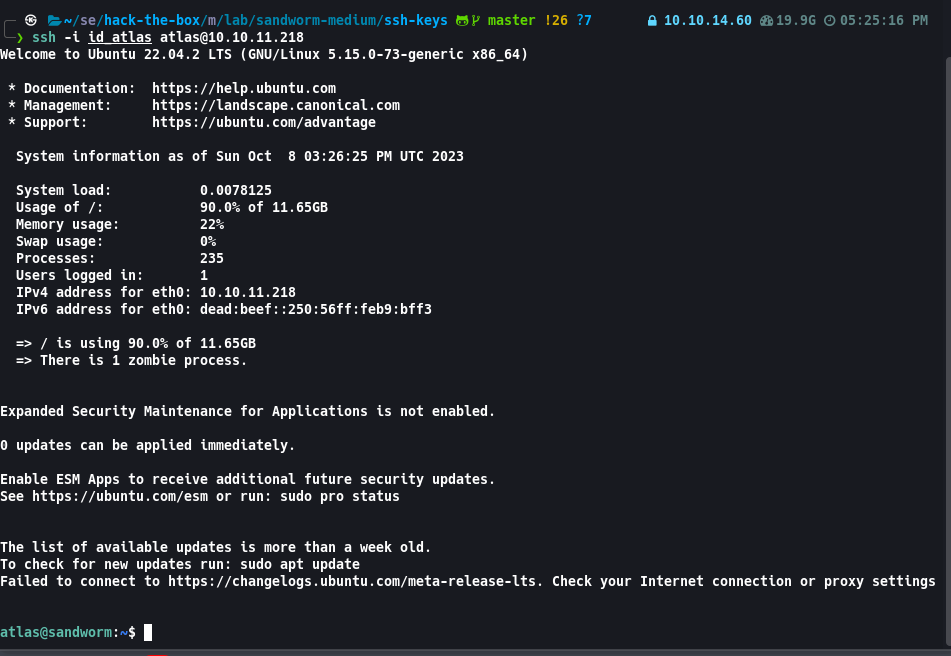 ~/se/hack-the-box/m/lab/sandworm-medium/ssh-keys master !26 ?7 10.10.14.60 19.9G 05:25:16 PM
❯ ssh -i id_atlas atlas@10.10.11.218
Welcome to Ubuntu 22.04.2 LTS (GNU/Linux 5.15.0-73-generic x86_64)
* Documentation: https://help.ubuntu.com
* Management: https://landscape.canonical.com
* Support: https://ubuntu.com/advantage
System information as of Sun Oct 8 03:26:25 PM UTC 2023
System load: 0.0078125
Usage of /: 90.0% of 11.65GB
Memory usage: 22%
Swap usage: 0%
Processes: 235
Users logged in: 1
IPv4 address for eth0: 10.10.11.218
IPv6 address for eth0: dead:beef::250:56ff:feb9:bff3
=> / is using 90.0% of 11.65GB
=> There is 1 zombie process.
Expanded Security Maintenance for Applications is not enabled.
0 updates can be applied immediately.
Enable ESM Apps to receive additional future security updates.
See https://ubuntu.com/esm or run: sudo pro status
The list of available updates is more than a week old.
To check for new updates run: sudo apt update
Failed to connect to https://changelogs.ubuntu.com/meta-release-lts. Check your Internet connection or proxy settings
atlas@sandworm:~$